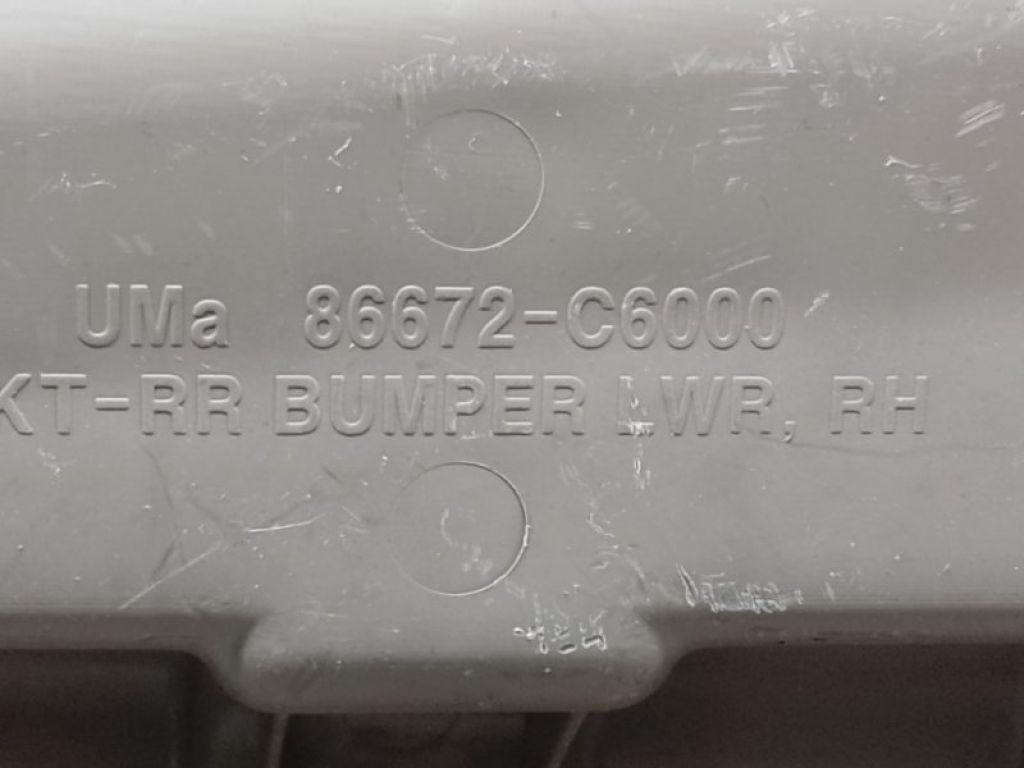 UMa 86672-C6000
KT-RR BUMPER LWR, RH